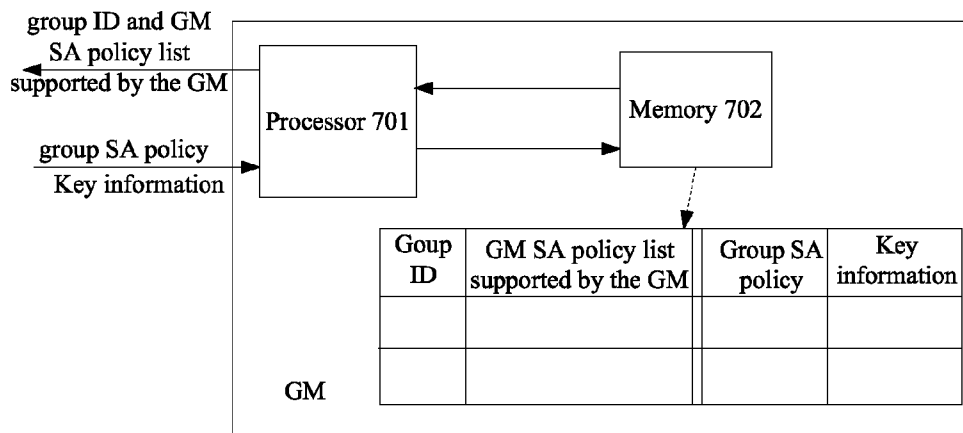 group ID and GM
SA policy list
supported by the GM
group SA policy
Key information
Processor 701
Memory 702
Goup
ID
GM SA policy list
supported by the GM
Group SA
policy
Key
information
GM